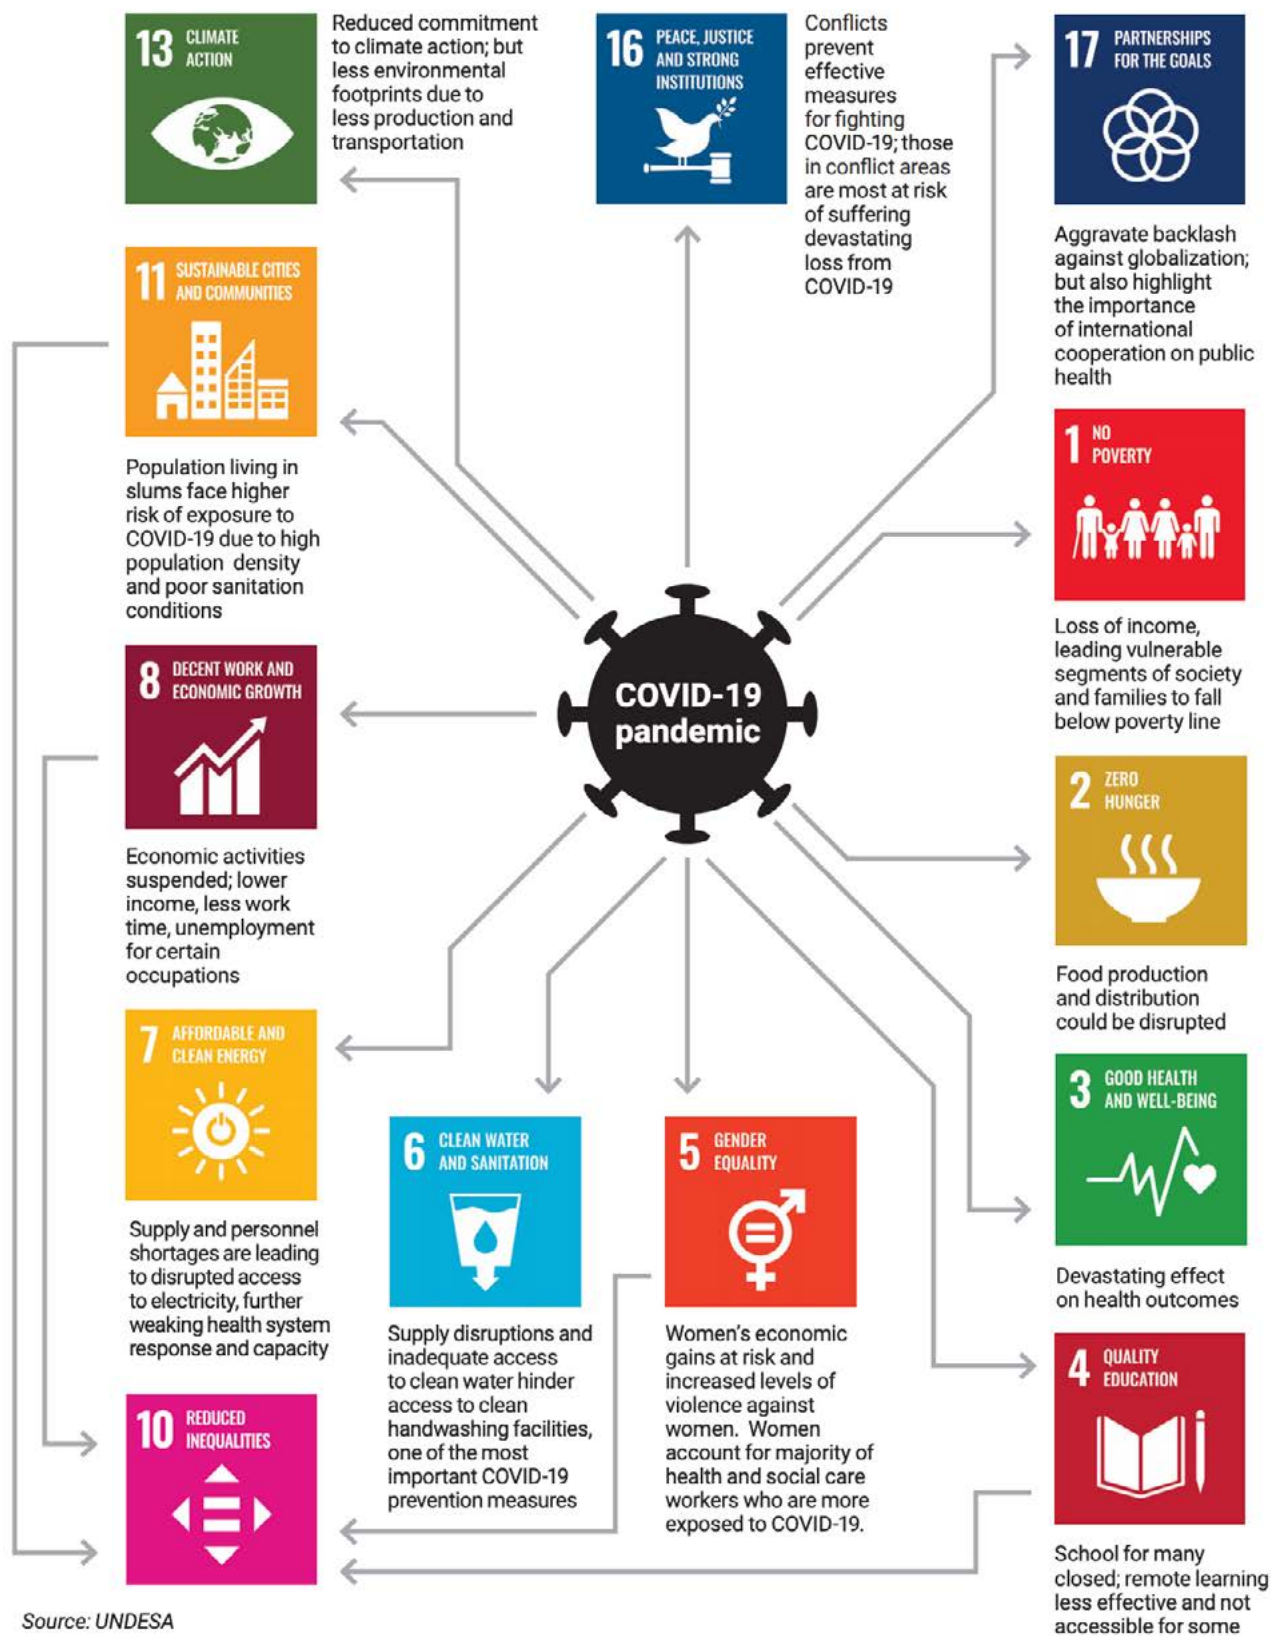 13 CLIMATE
ACTION
Reduced commitment
to climate action; but
less environmental
footprints due to
less production and
transportation
16 PEACE, JUSTICE
AND STRONG
INSTITUTIONS
Conflicts
prevent
effective
measures
for fighting
COVID-19; those
in conflict areas
are most at risk
of suffering
devastating
loss from
COVID-19
17 PARTNERSHIPS
FOR THE GOALS
Aggravate backlash
against globalization;
but also highlight
the importance
of international
cooperation on public
health
11 SUSTAINABLE CITIES
AND COMMUNITIES
Population living in
slums face higher
risk of exposure to
COVID-19 due to high
population density
and poor sanitation
conditions
1 NO
POVERTY
Loss of income,
leading vulnerable
segments of society
and families to fall
below poverty line
COVID-19
pandemic
8 DECENT WORK AND
ECONOMIC GROWTH
Economic activities
suspended; lower
income, less work
time, unemployment
for certain
occupations
2 ZERO
HUNGER
Food production
and distribution
could be disrupted
7 AFFORDABLE AND
CLEAN ENERGY
Supply and personnel
shortages are leading
to disrupted access
to electricity, further
weaking health system
response and capacity
6 CLEAN WATER
AND SANITATION
Supply disruptions and
inadequate access
to clean water hinder
access to clean
handwashing facilities,
one of the most
important COVID-19
prevention measures
5 GENDER
EQUALITY
Women's economic
gains at risk and
increased levels of
violence against
women. Women
account for majority of
health and social care
workers who are more
exposed to COVID-19.
3 GOOD HEALTH
AND WELL-BEING
Devastating effect
on health outcomes
4 QUALITY
EDUCATION
School for many
closed; remote learning
less effective and not
accessible for some
10 REDUCED
INEQUALITIES
Source: UNDESA